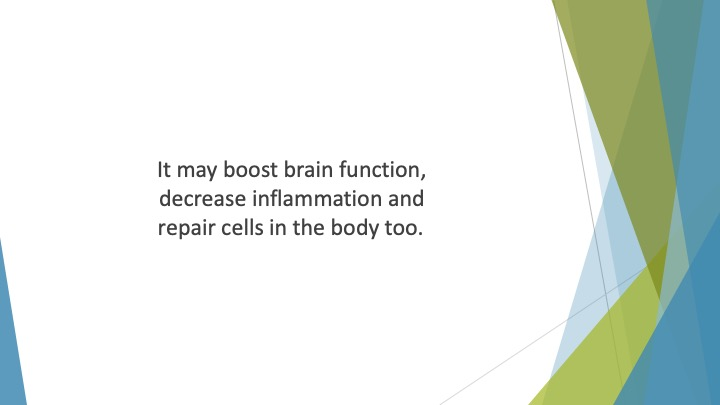 It may boost brain function,
decrease inflammation and
repair cells in the body too.